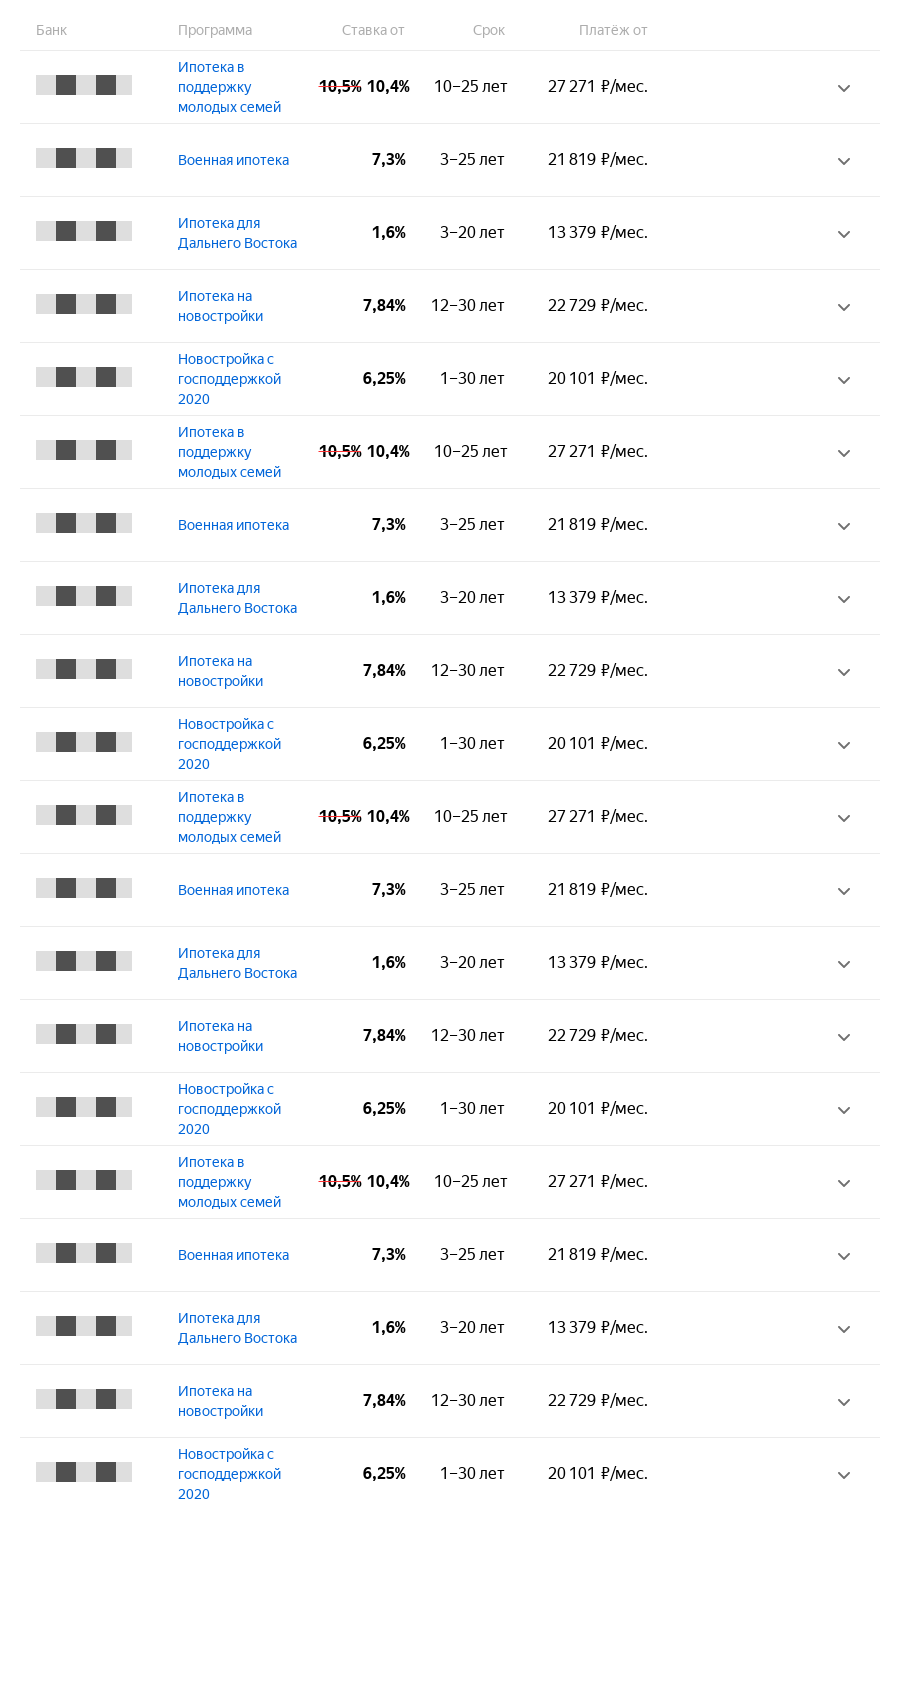 Банк Программа Ставка от Срок Платёж от
Ипотека в
поддержку 10,5% 10,4% 10–25 лет 27 271 ₽/мес.
молодых семей
Военная ипотека 7,3% 3–25 лет 21 819 ₽/мес.
Ипотека для
1,6% 3–20 лет 13 379 ₽/мес.
Дальнего Востока
Ипотека на
7,84% 12–30 лет 22 729 ₽/мес.
новостройки
Новостройка с
господдержкой 6,25% 1–30 лет 20 101 ₽/мес.
2020
Ипотека в
поддержку 10,5% 10,4% 10–25 лет 27 271 ₽/мес.
молодых семей
Военная ипотека 7,3% 3–25 лет 21 819 ₽/мес.
Ипотека для
1,6% 3–20 лет 13 379 ₽/мес.
Дальнего Востока
Ипотека на
7,84% 12–30 лет 22 729 ₽/мес.
новостройки
Новостройка с
господдержкой 6,25% 1–30 лет 20 101 ₽/мес.
2020
Ипотека в
поддержку 10,5% 10,4% 10–25 лет 27 271 ₽/мес.
молодых семей
Военная ипотека 7,3% 3–25 лет 21 819 ₽/мес.
Ипотека для
1,6% 3–20 лет 13 379 ₽/мес.
Дальнего Востока
Ипотека на
7,84% 12–30 лет 22 729 ₽/мес.
новостройки
Новостройка с
господдержкой 6,25% 1–30 лет 20 101 ₽/мес.
2020
Ипотека в
поддержку 10,5% 10,4% 10–25 лет 27 271 ₽/мес.
молодых семей
Военная ипотека 7,3% 3–25 лет 21 819 ₽/мес.
Ипотека для
1,6% 3–20 лет 13 379 ₽/мес.
Дальнего Востока
Ипотека на
7,84% 12–30 лет 22 729 ₽/мес.
новостройки
Новостройка с
господдержкой 6,25% 1–30 лет 20 101 ₽/мес.
2020